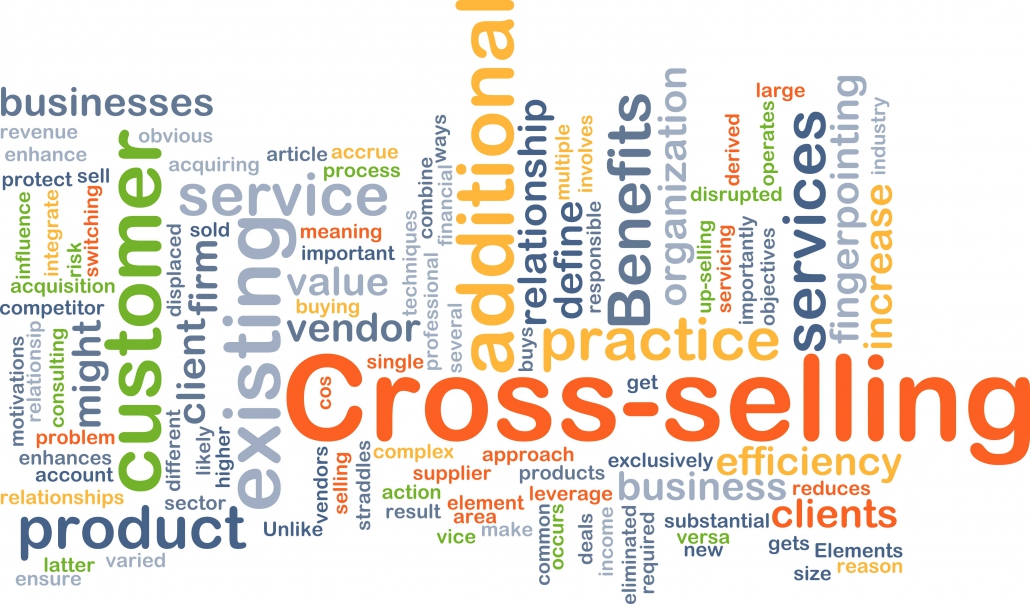 additional
businesses
revenue
obvious
enhance
acquiring
article
accrue
process
protect
sell
customer
service
influence
integrate
risk
switching
acquisition
competitor
displaced
sold
firm
Client
existing
meaning
important
value
buying
vendor
techniques
combine
ways
financial
professional
several
relationship
multiple
involves
define
responsible
Benefits
organization
large
derived
operates
disrupted
up-selling
servicing
importantly
objectives
services
fingerpointing
industry
increase
buys
practice
motivations
relationsip
consulting
might
single
cos
Cross-selling
get
problem
enhances
account
relationships
different
likely
higher
sector
product
Unlike
vendors
selling
straddles
complex
approach
supplier
products
exclusively
efficiency
action
element
leverage
business
reduces
result
area
vice
make
common
occurs
deals
income
eliminated
required
substantial
clients
versa
new
gets
Elements
size
reason
latter
varied
ensure